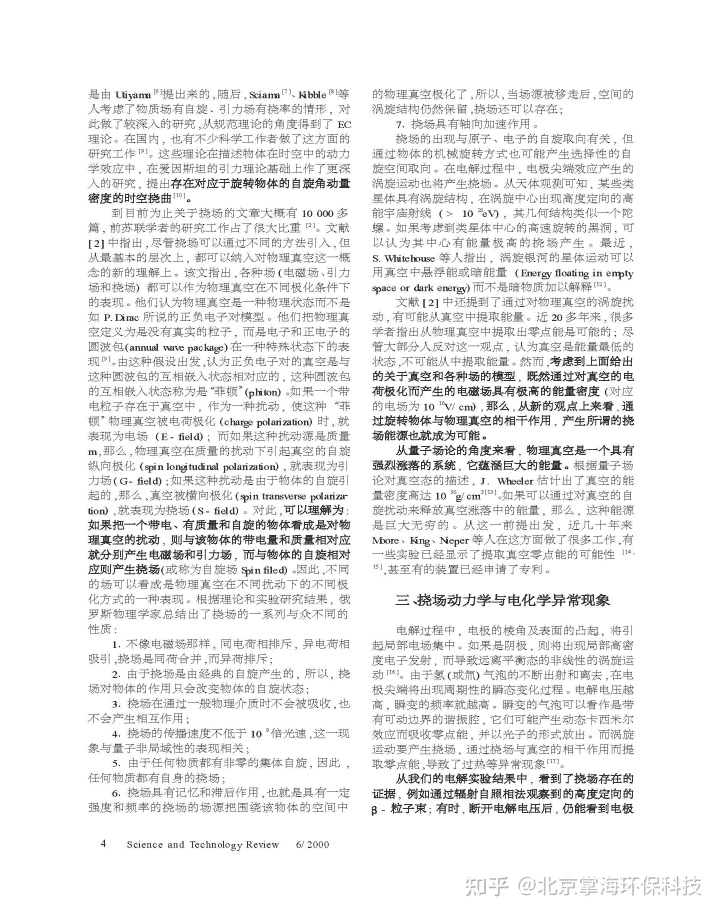 是由 Utiyama [6]提出来的,随后, Sciama [7]、Kibble [8]等
人考虑了物质场有自旋、引力场有挠率的情形，对
此做了较深入的研究,从规范理论的角度得到了 EC
理论。在国内，也有不少科学工作者做了这方面的
研究工作 [9]。这些理论在描述物体在时空中的动力
学效应中，在爱因斯坦的引力理论基础上作了更深
入的研究，提出存在对应于旋转物体的自旋角动量
密度的时空挠曲 [10]。
到目前为止关于挠场的文章大概有 10 000 多
篇，前苏联学者的研究工作占了很大比重 [2]。文献
[2] 中指出,尽管挠场可以通过不同的方法引入,但
从最基本的层次上，都可以纳入对物理真空这一概
念的新的理解上。该文指出,各种场(电磁场、引力
场和挠场) 都可以作为物理真空在不同极化条件下
的表现。他们认为物理真空是一种物理状态而不是
如 P. Dirac 所说的正负电子对模型。他们把物理真
空定义为是没有真实的粒子，而是电子和正电子的
圆波包(annual wave package) 在一种特殊状态下的表
现 [9]。由这种假设出发,认为正负电子对的真空是与
这种圆波包的互相嵌入状态相对应的，这种圆波包
的互相嵌入状态称为是“菲顿”(phiton) 。如果一个带
电粒子存在于真空中，作为一种扰动，使这种 “菲
顿”物理真空被电荷极化 (charge polarization) 时,就
表现为电场 (E - field) ；而如果这种扰动源是质量
m,那么,物理真空在质量的扰动下引起真空的自旋
纵向极化 (spin longitudinal polarization) , 就表现为引
力场( G- field) ;如果这种扰动是由于物体的自旋引
起的,那么,真空被横向极化( spin transverse polariza-
tion) ,就表现为挠场( S - field) 。对此,可以理解为:
如果把一个带电、有质量和自旋的物体看成是对物
理真空的扰动，则与该物体的带电量和质量相对应
就分别产生电磁场和引力场，而与物体的自旋相对
应则产生挠场(或称为自旋场 Spin filed) 。因此,不同
的场可以看成是物理真空在不同扰动下的不同极
化方式的一种表现。根据理论和实验研究结果，俄
罗斯物理学家总结出了挠场的一系列与众不同的
性质:
1. 不像电磁场那样，同电荷相排斥，异电荷相
吸引,挠场是同荷合并,而异荷排斥;
2. 由于挠场是由经典的自旋产生的，所以，挠
场对物体的作用只会改变物体的自旋状态;
3. 挠场在通过一般物理介质时不会被吸收,也
不会产生相互作用;
4. 挠场的传播速度不低于 10 9 倍光速,这一现
象与量子非局域性的表现相关;
5. 由于任何物质都有非零的集体自旋，因此，
任何物质都有自身的挠场;
6. 挠场具有记忆和滞后作用,也就是具有一定
强度和频率的挠场的场源把围绕该物体的空间中
的物理真空极化了,所以,当场源被移走后,空间的
涡旋结构仍然保留,挠场还可以存在;
7. 挠场具有轴向加速作用。
挠场的出现与原子、电子的自旋取向有关，但
通过物体的机械旋转方式也可能产生选择性的自
旋空间取向。在电解过程中，电极尖端效应产生的
涡旋运动也将产生挠场。从天体观测可知，某些类
星体具有涡旋结构，在涡旋中心出现高度定向的高
能宇宙射线 ( > 10 20eV) ，其几何结构类似一个陀
螺。如果考虑到类星体中心的高速旋转的黑洞，可
以认为其中心有能量极高的挠场产生。最近，
S. Whitehouse 等人指出，涡旋银河的星体运动可以
用真空中悬浮能或暗能量 (Energy floating in empty
space or dark energy) 而不是暗物质加以解释 [11]。
文献 [2] 中还提到了通过对物理真空的涡旋扰
动,有可能从真空中提取能量。近 20 多年来,很多
学者指出从物理真空中提取出零点能是可能的; 尽
管大部分人反对这一观点，认为真空是能量最低的
状态,不可能从中提取能量。然而,考虑到上面给出
的关于真空和各种场的模型，既然通过对真空的电
荷极化而产生的电磁场具有极高的能量密度 (对应
的电场为 10 16V/ cm) ,那么,从新的观点上来看,通
过旋转物体与物理真空的相干作用，产生所谓的挠
场能源也就成为可能。
从量子场论的角度来看，物理真空是一个具有
强烈涨落的系统，它蕴涵巨大的能量。根据量子场
论对真空态的描述，J . Wheeler 估计出了真空的能
量密度高达 10 95g/ cm3 [13]。如果可以通过对真空的自
旋扰动来释放真空涨落中的能量，那么，这种能源
是巨大无穷的。从这一前提出发，近几十年来
Moore、King、Nieper 等人在这方面做了很多工作,有
一些实验已经显示了提取真空零点能的可能性 [14,
15],甚至有的装置已经申请了专利。
三、挠场动力学与电化学异常现象
电解过程中，电极的棱角及表面的凸起，将引
起局部电场集中。如果是阴极，则将出现局部高密
度电子发射，而导致远离平衡态的非线性的涡旋运
动 [16]。由于氢(或氘)气泡的不断出射和离去,在电
极尖端将出现周期性的瞬态变化过程。电解电压越
高，瞬变的频率就越高。瞬变的气泡可以看作是带
有可动边界的谐振腔，它们可能产生动态卡西米尔
效应而吸收零点能，并以光子的形式放出。而涡旋
运动要产生挠场，通过挠场与真空的相干作用而提
取零点能,导致了过热等异常现象 [17]。
从我们的电解实验结果中，看到了挠场存在的
证据，例如通过辐射自照相法观察到的高度定向的
β - 粒子束; 有时，断开电解电压后，仍能看到电极
4 Science and Technology Review 6/ 2000
知乎 @北京掌海环保科技